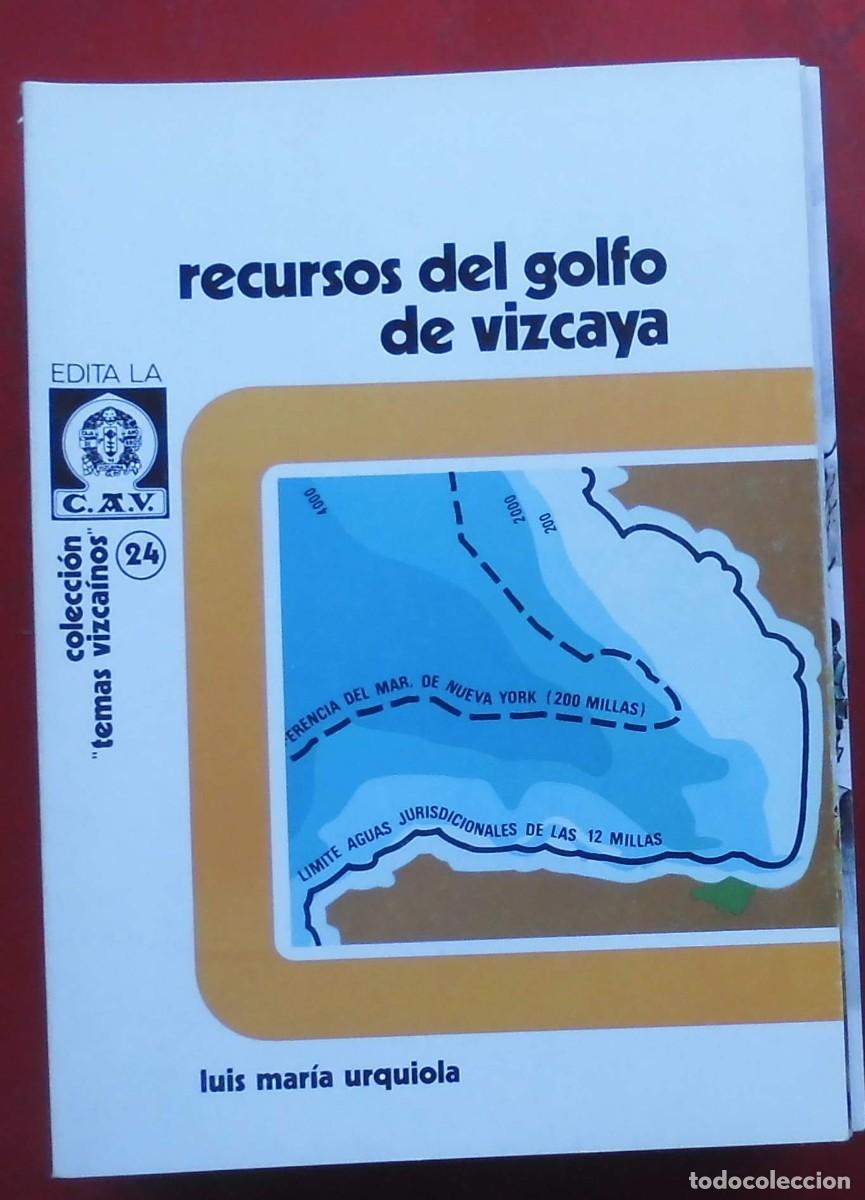 recursos del golfo
de vizcaya
EDITA LA
C.A.V.
colección
"temas vizcaínos"
24
4000
2000
200
FERENCIA DEL MAR. DE NUEVA YORK (200 MILLAS)
LIMITE AGUAS JURISDICIONALES DE LAS 12 MILLAS
luis maría urquiola
todocoleccion